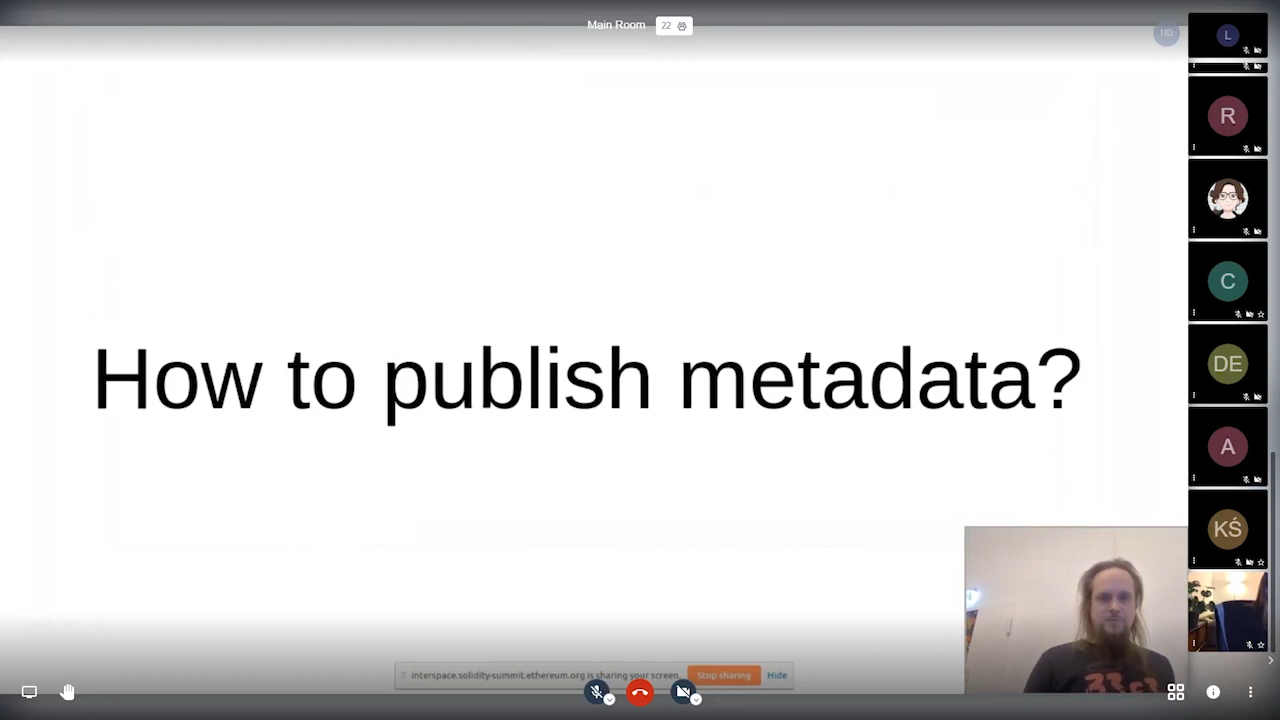 Main Room
22
HD
L
R
C
How to publish metadata?
DE
A
KŚ
interspace.solidity-summit.ethereum.org is sharing your screen.
Stop sharing
Hide